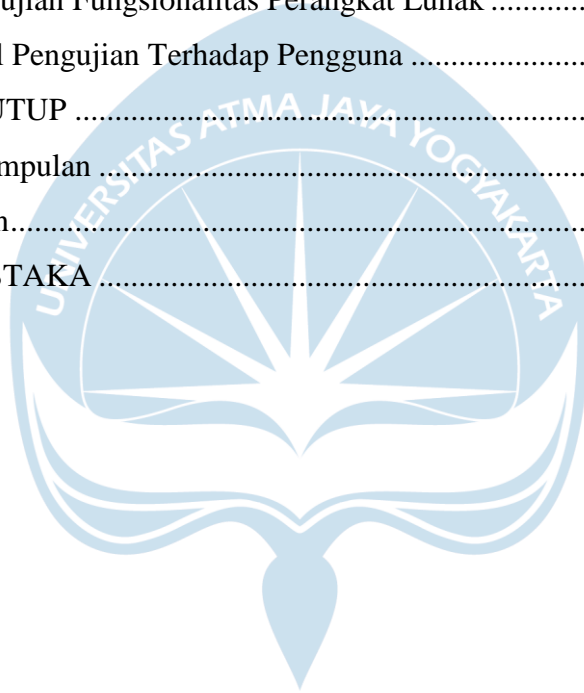 ujian Fungsionalitas Perangkat Lunak ......................
l Pengujian Terhadap Pengguna ......................
UTUP ......................
mpulan ......................
n......................
STAKA ......................
UNIVERSITAS ATMA JAYA YOGYAKARTA